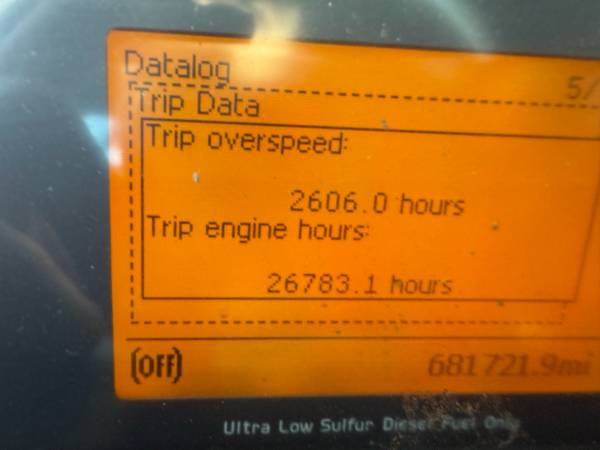 Datalog 5/
Trip Data
Trip overspeed:
2606.0 hours
Trip engine hours:
26783.1 hours
(OFF) 681721.9mi
Ultra Low Sulfur Diesel Fuel Only